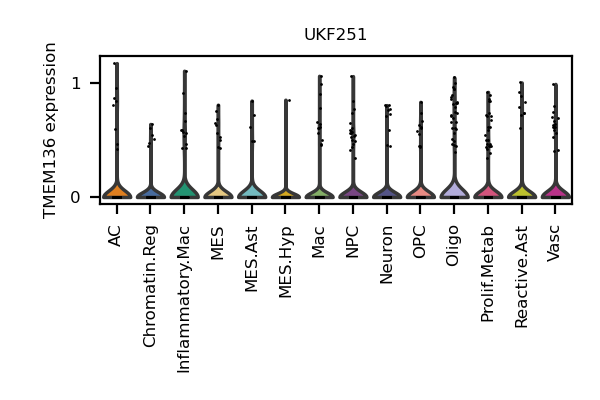 UKF251
TMEM136 expression
1
0
AC
Chromatin.Reg
Inflammatory.Mac
MES
MES.Ast
MES.Hyp
Mac
NPC
Neuron
OPC
Oligo
Prolif.Metab
Reactive.Ast
Vasc